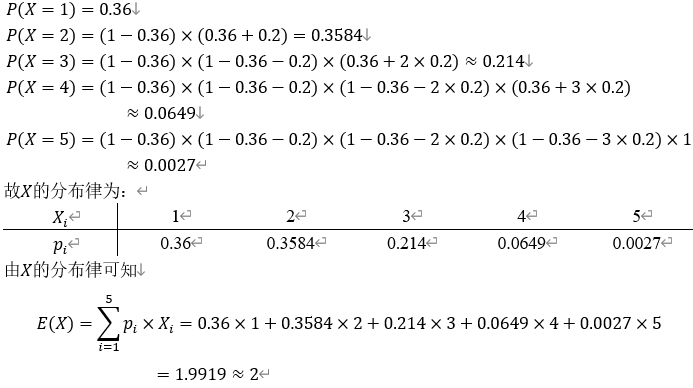 P(X = 1) = 0.36↓
P(X = 2) = (1 − 0.36) × (0.36 + 0.2) = 0.3584↓
P(X = 3) = (1 − 0.36) × (1 − 0.36 − 0.2) × (0.36 + 2 × 0.2) ≈ 0.214↓
P(X = 4) = (1 − 0.36) × (1 − 0.36 − 0.2) × (1 − 0.36 − 2 × 0.2) × (0.36 + 3 × 0.2)
≈ 0.0649↓
P(X = 5) = (1 − 0.36) × (1 − 0.36 − 0.2) × (1 − 0.36 − 2 × 0.2) × (1 − 0.36 − 3 × 0.2) × 1
≈ 0.0027↵
故X的分布律为:↵
Xᵢ↵ 1↵ 2↵ 3↵ 4↵ 5↵
pᵢ↵ 0.36↵ 0.3584↵ 0.214↵ 0.0649↵ 0.0027↵
由X的分布律可知↓
E(X) = ∑_{i=1}^{5} pᵢ × Xᵢ = 0.36 × 1 + 0.3584 × 2 + 0.214 × 3 + 0.0649 × 4 + 0.0027 × 5
= 1.9919 ≈ 2↵